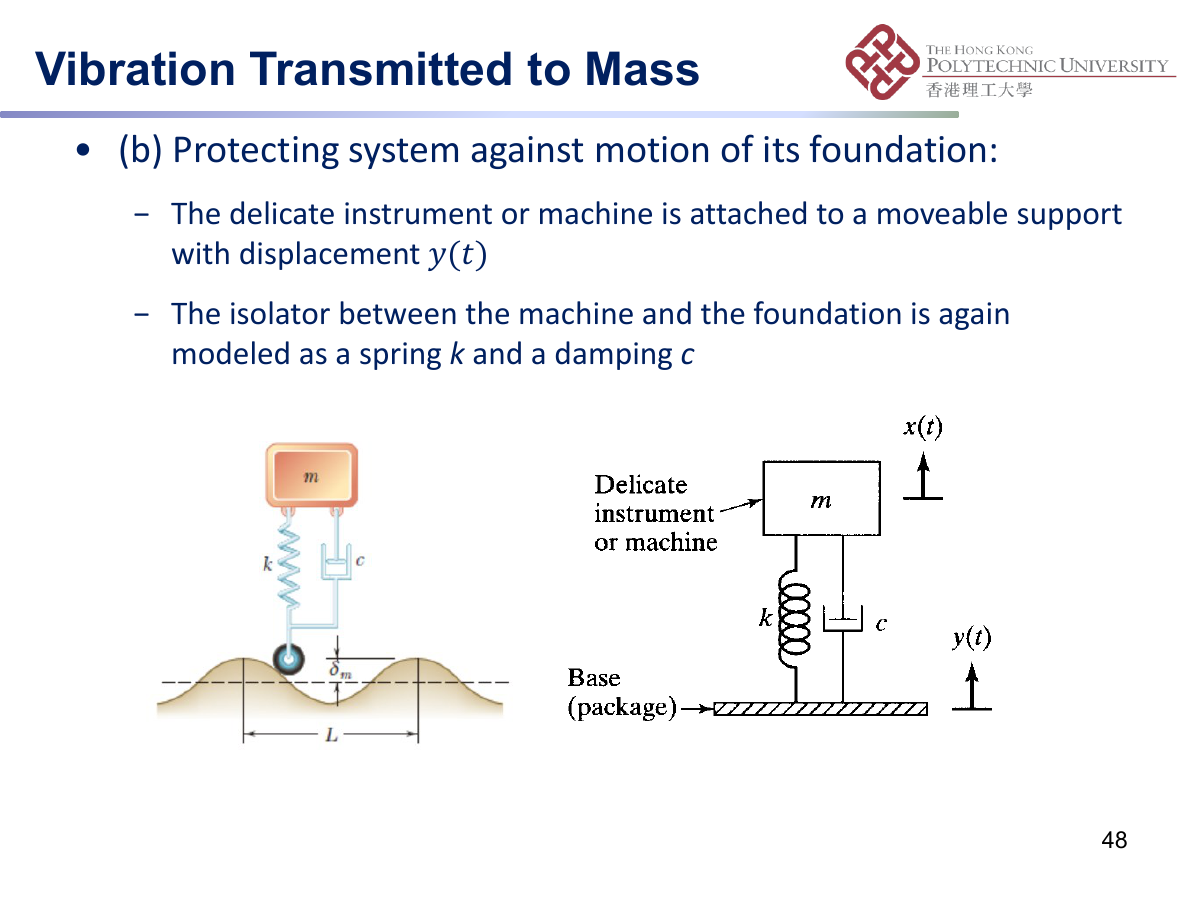 Vibration Transmitted to Mass
THE HONG KONG
POLYTECHNIC UNIVERSITY
香港理工大學
• (b) Protecting system against motion of its foundation:
− The delicate instrument or machine is attached to a moveable support
with displacement y(t)
− The isolator between the machine and the foundation is again
modeled as a spring k and a damping c
x(t)
m
Delicate
instrument
or machine
m
k
c
k
c
y(t)
δm
Base
(package)
L
48